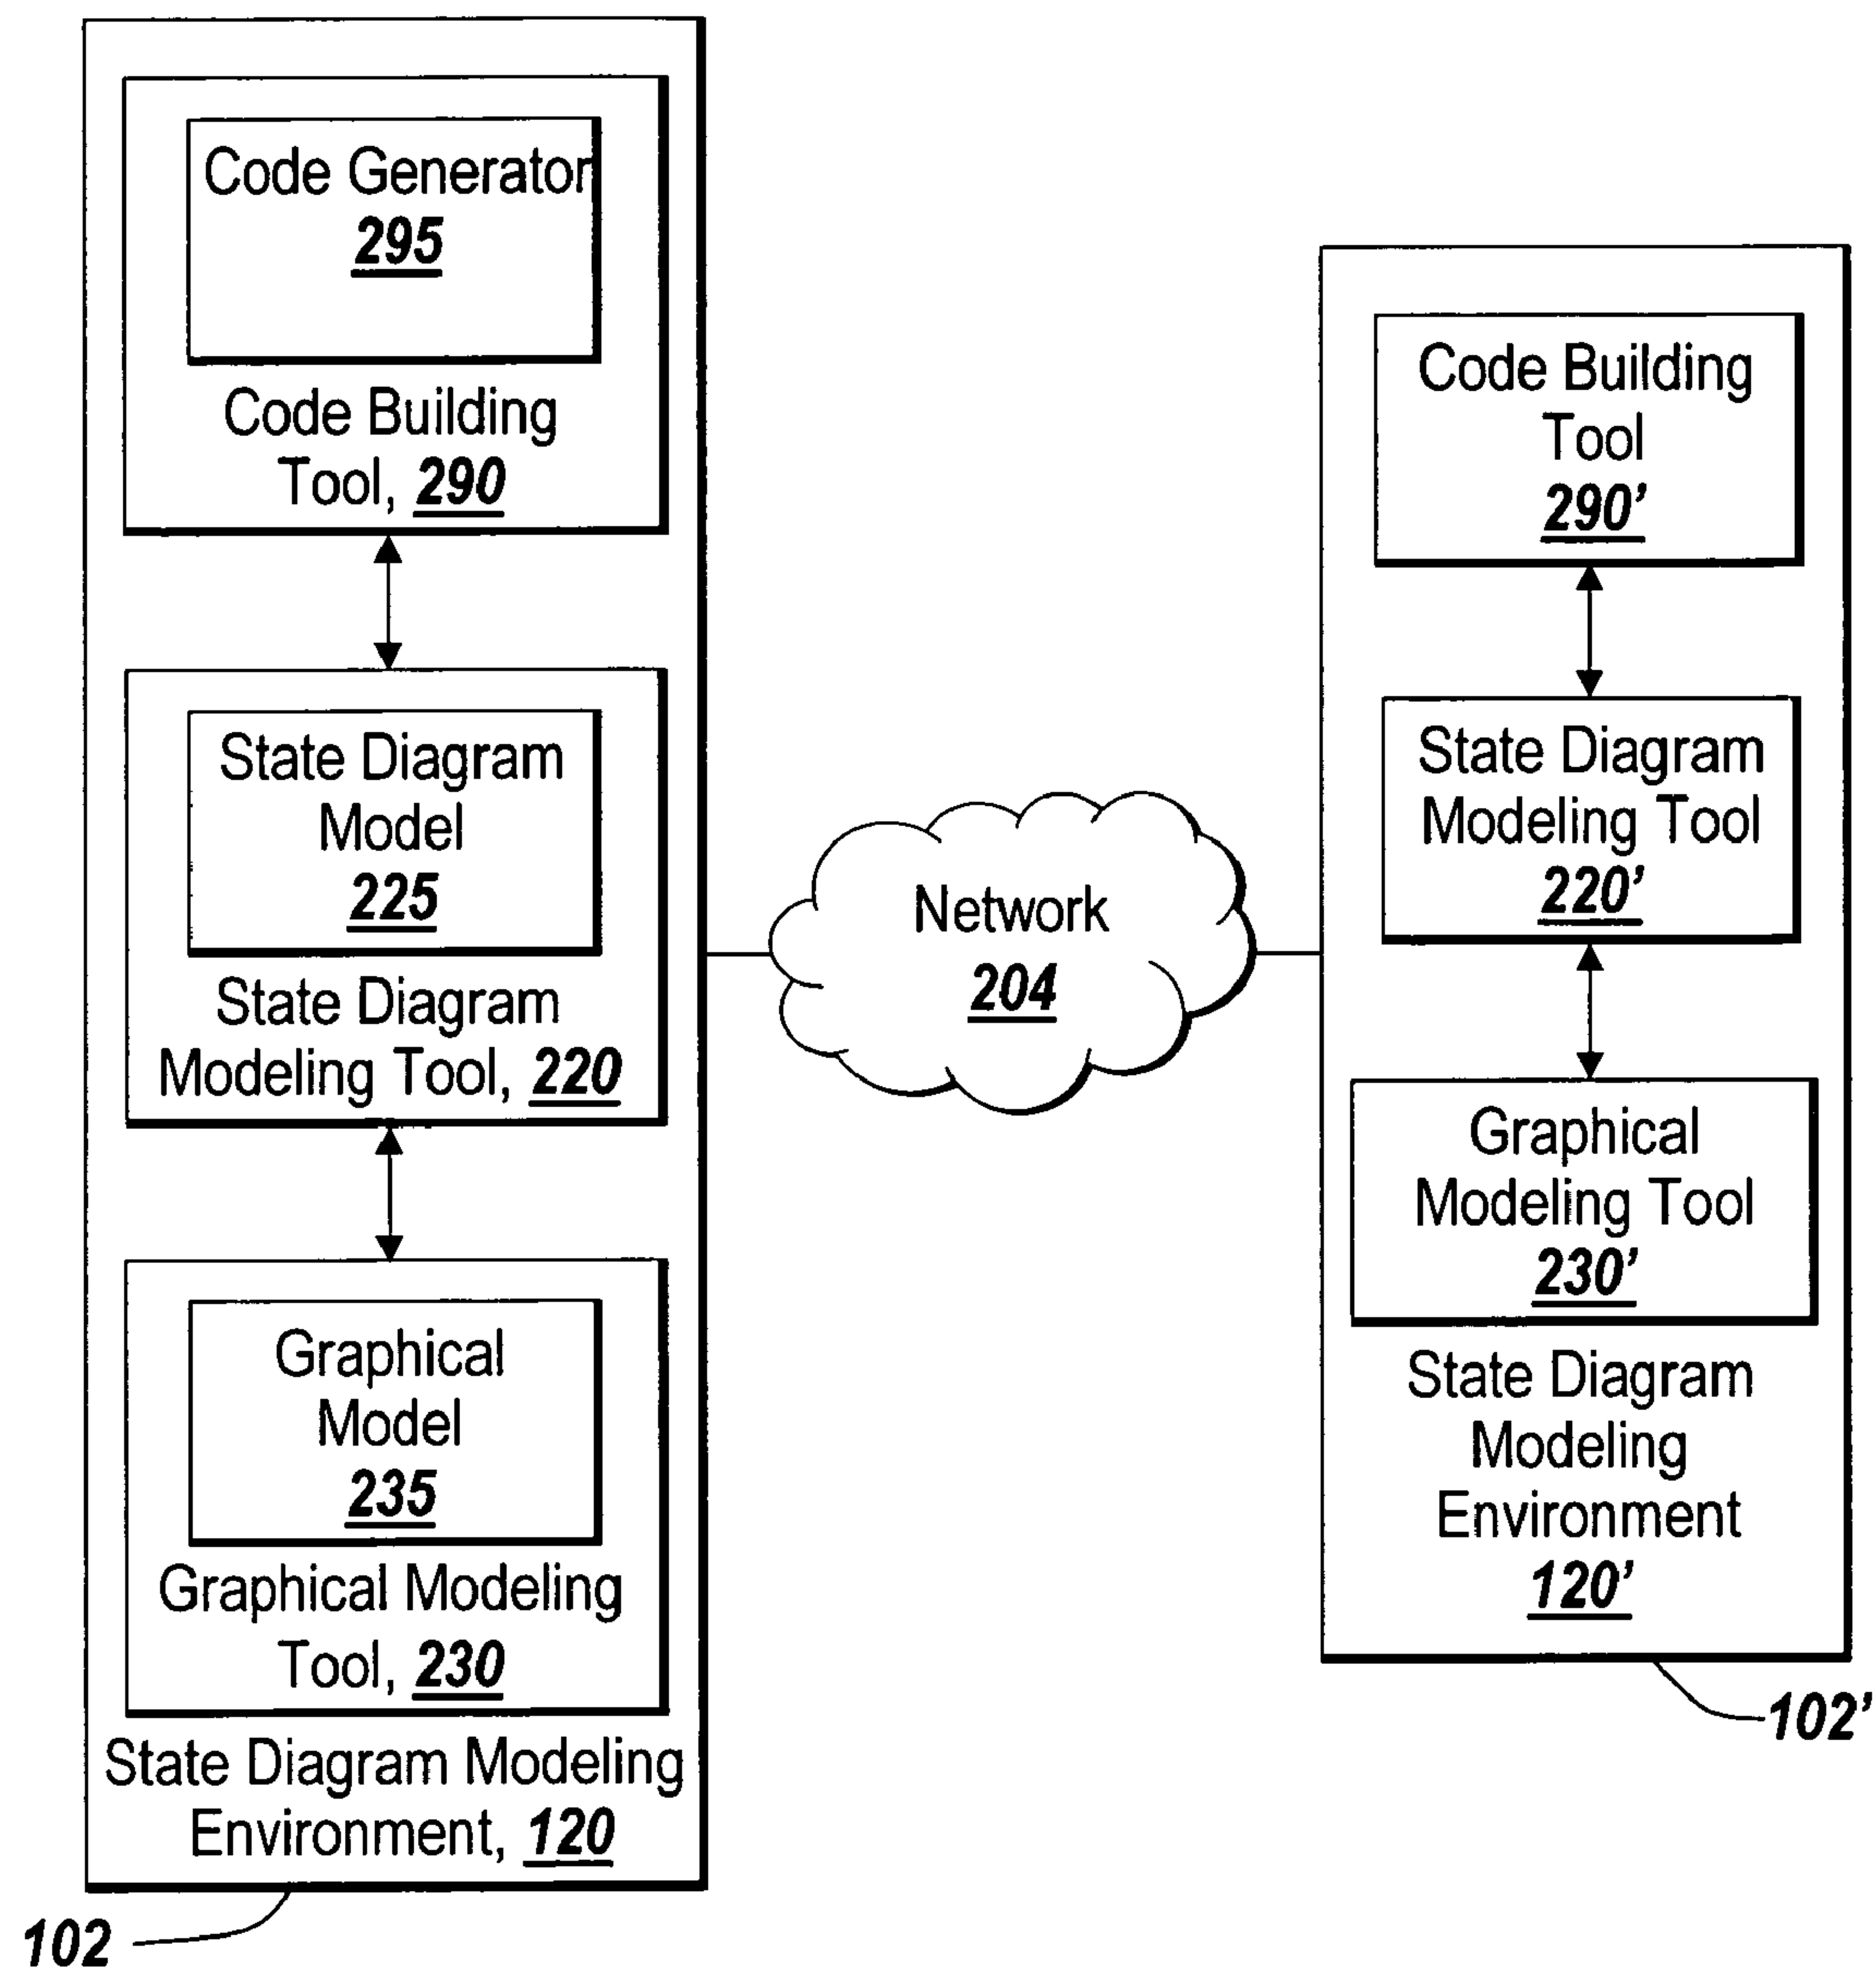 Code Generator
295
Code Building
Tool, 290
State Diagram
Model
225
State Diagram
Modeling Tool, 220
Graphical
Model
235
Graphical Modeling
Tool, 230
State Diagram Modeling
Environment, 120
102
Network
204
Code Building
Tool
290’
State Diagram
Modeling Tool
220’
Graphical
Modeling Tool
230’
State Diagram
Modeling
Environment
120’
102’